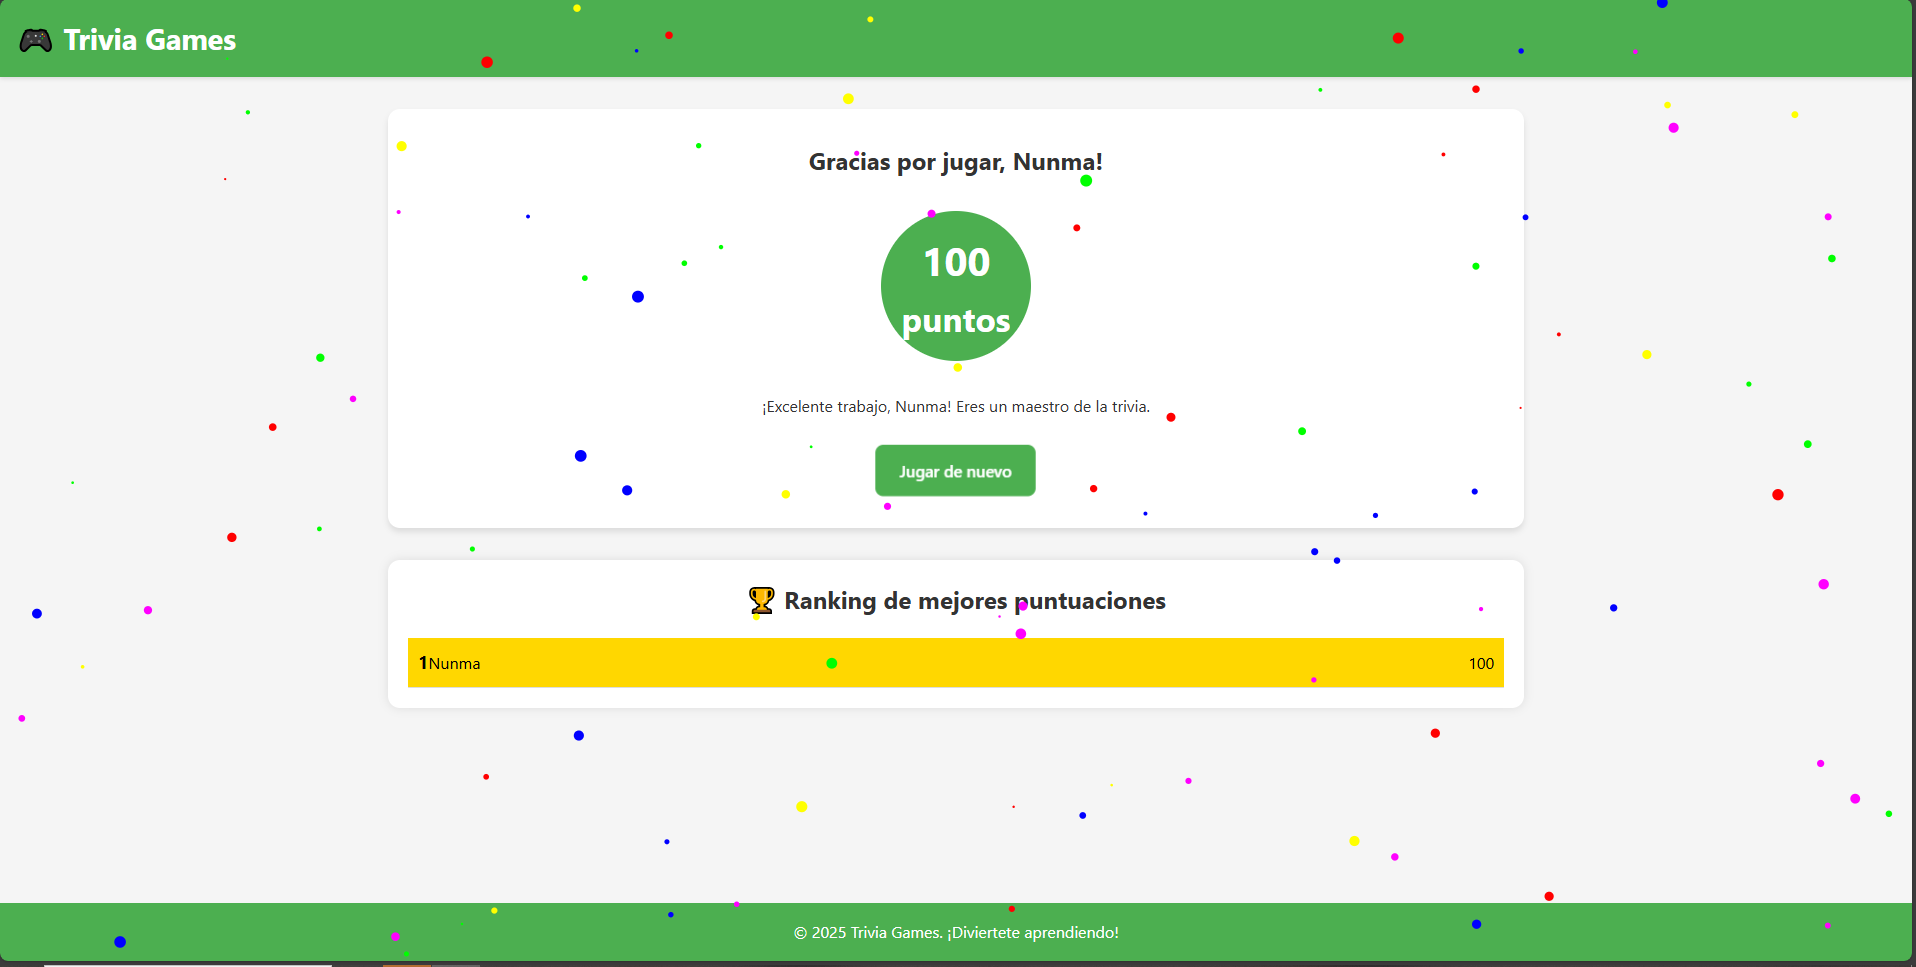 Trivia Games
Gracias por jugar, Nunma!
100
puntos
¡Excelente trabajo, Nunma! Eres un maestro de la trivia.
Jugar de nuevo
Ranking de mejores puntuaciones
1Nunma 100
© 2025 Trivia Games. ¡Diviertete aprendiendo!